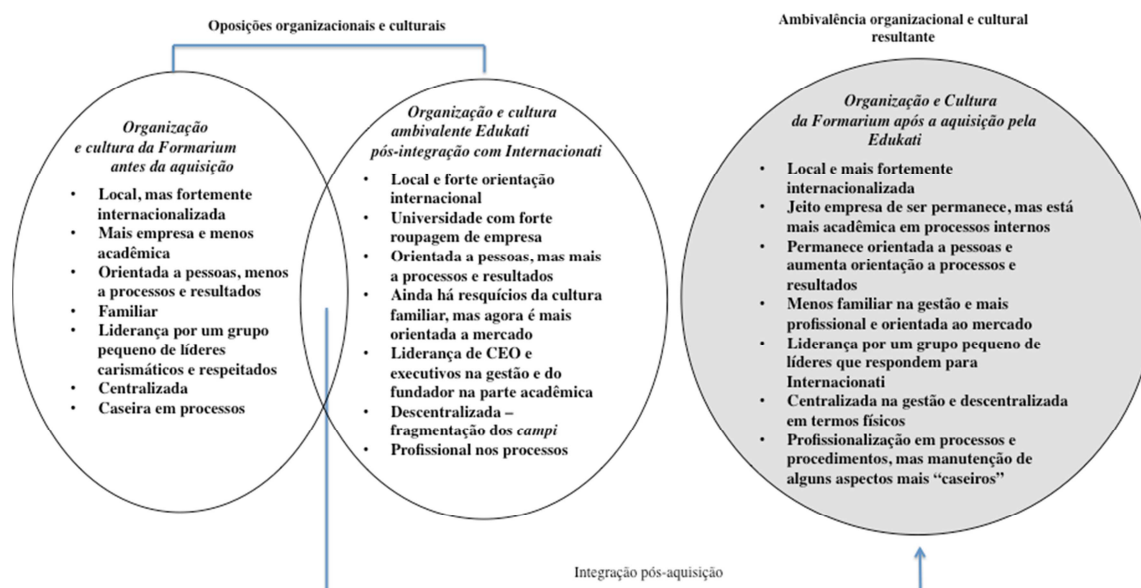 Oposições organizacionais e culturais
Ambivalência organizacional e cultural
resultante
Organização
e cultura da Formarium
antes da aquisição
• Local, mas fortemente
internacionalizada
• Mais empresa e menos
acadêmica
• Orientada a pessoas, menos
a processos e resultados
• Familiar
• Liderança por um grupo
pequeno de líderes
carismáticos e respeitados
• Centralizada
• Caseira em processos
Organização e cultura
ambivalente Edukati
pós-integração com Internacionati
• Local e forte orientação
internacional
• Universidade com forte
roupagem de empresa
• Orientada a pessoas, mas mais
a processos e resultados
• Ainda há resquícios da cultura
familiar, mas agora é mais
orientada a mercado
• Liderança de CEO e
executivos na gestão e do
fundador na parte acadêmica
• Descentralizada –
fragmentação dos campi
• Profissional nos processos
Organização e Cultura
da Formarium após a aquisição pela
Edukati
• Local e mais fortemente
internacionalizada
• Jeito empresa de ser permanece, mas está
mais acadêmica em processos internos
• Permanece orientada a pessoas e
aumenta orientação a processos e
resultados
• Menos familiar na gestão e mais
profissional e orientada ao mercado
• Liderança por um grupo pequeno de
líderes que respondem para
Internacionati
• Centralizada na gestão e descentralizada
em termos físicos
• Profissionalização em processos e
procedimentos, mas manutenção de
alguns aspectos mais “caseiros”
Integração pós-aquisição